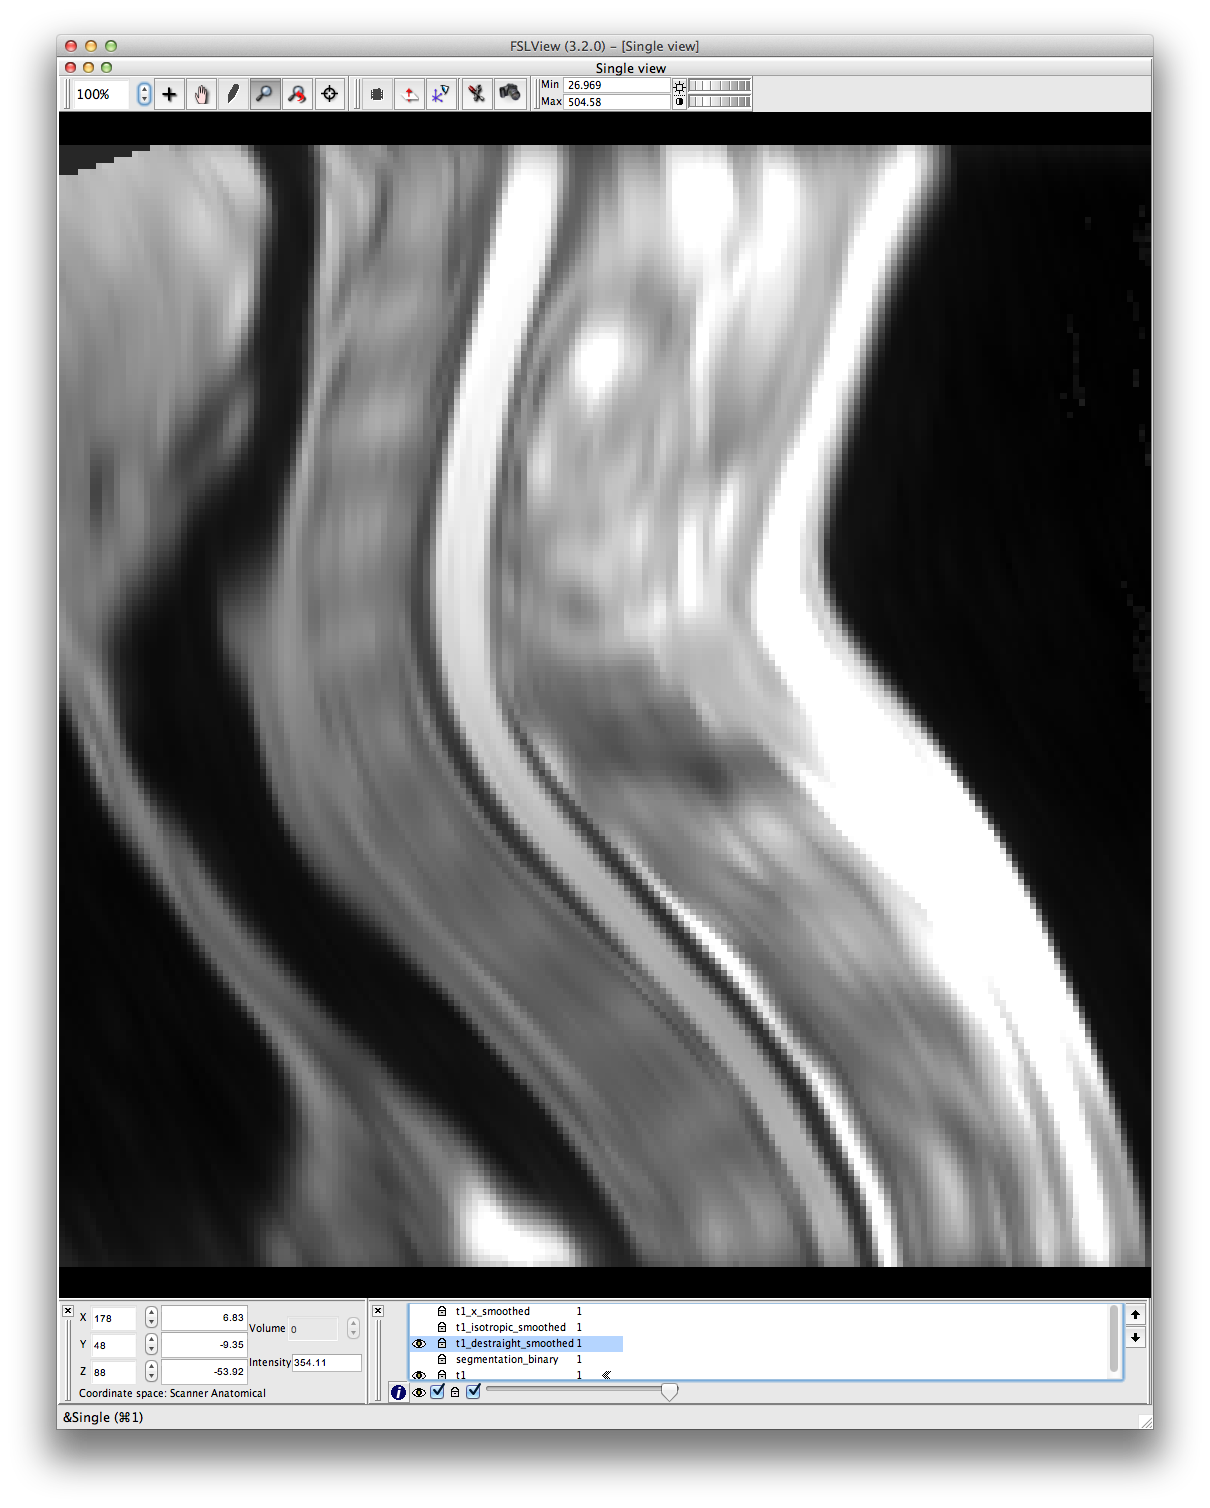 FSLView (3.2.0) – [Single view]
Single view
100%
Min 26.969
Max 504.58
X 178 6.83
Y 48 -9.35
Z 88 -53.92
Volume 0
Intensity 354.11
Coordinate space: Scanner Anatomical
t1_x_smoothed 1
t1_isotropic_smoothed 1
t1_destraight_smoothed 1
segmentation_binary 1
t1 1
&Single (⌘1)